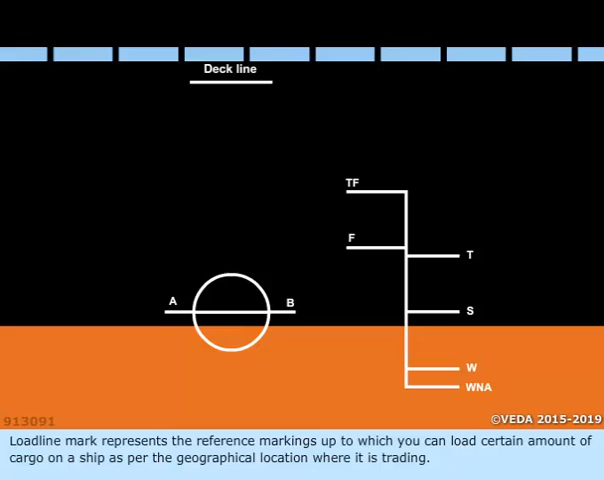 Deck line
TF
F
T
A
B
S
W
WNA
913091
©VEDA 2015-2019
Loadline mark represents the reference markings up to which you can load certain amount of
cargo on a ship as per the geographical location where it is trading.